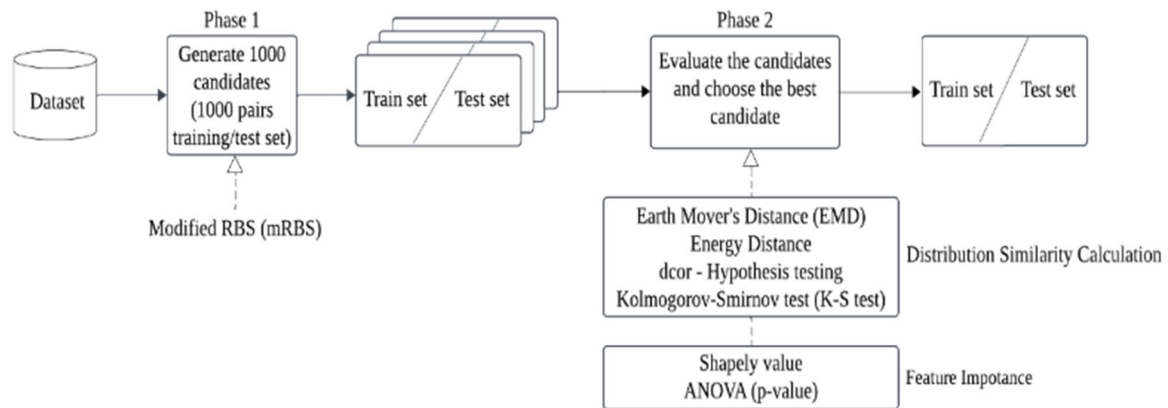 Phase 1
Phase 2
Dataset
Generate 1000
candidates
(1000 pairs
training/test set)
Train set
Test set
Evaluate the candidates
and choose the best
candidate
Train set
Test set
Modified RBS (mRBS)
Earth Mover's Distance (EMD)
Energy Distance
dcor - Hypothesis testing
Kolmogorov-Smirnov test (K-S test)
Distribution Similarity Calculation
Shapely value
ANOVA (p-value)
Feature Impotance